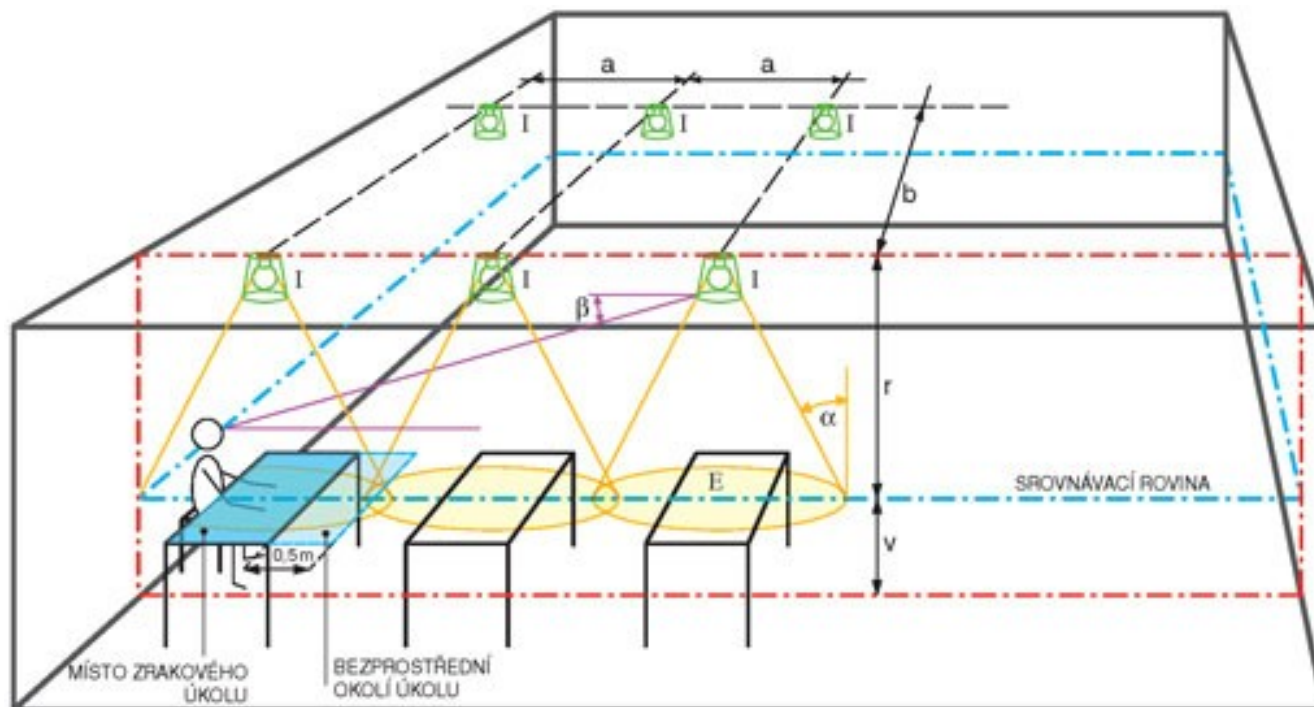 a a
I I I
b
I I I
β
r
α
E
SROVNÁVACÍ ROVINA
v
0,5m
MÍSTO ZRAKOVÉHO
ÚKOLU
BEZPROSTŘEDNÍ
OKOLÍ ÚKOLU